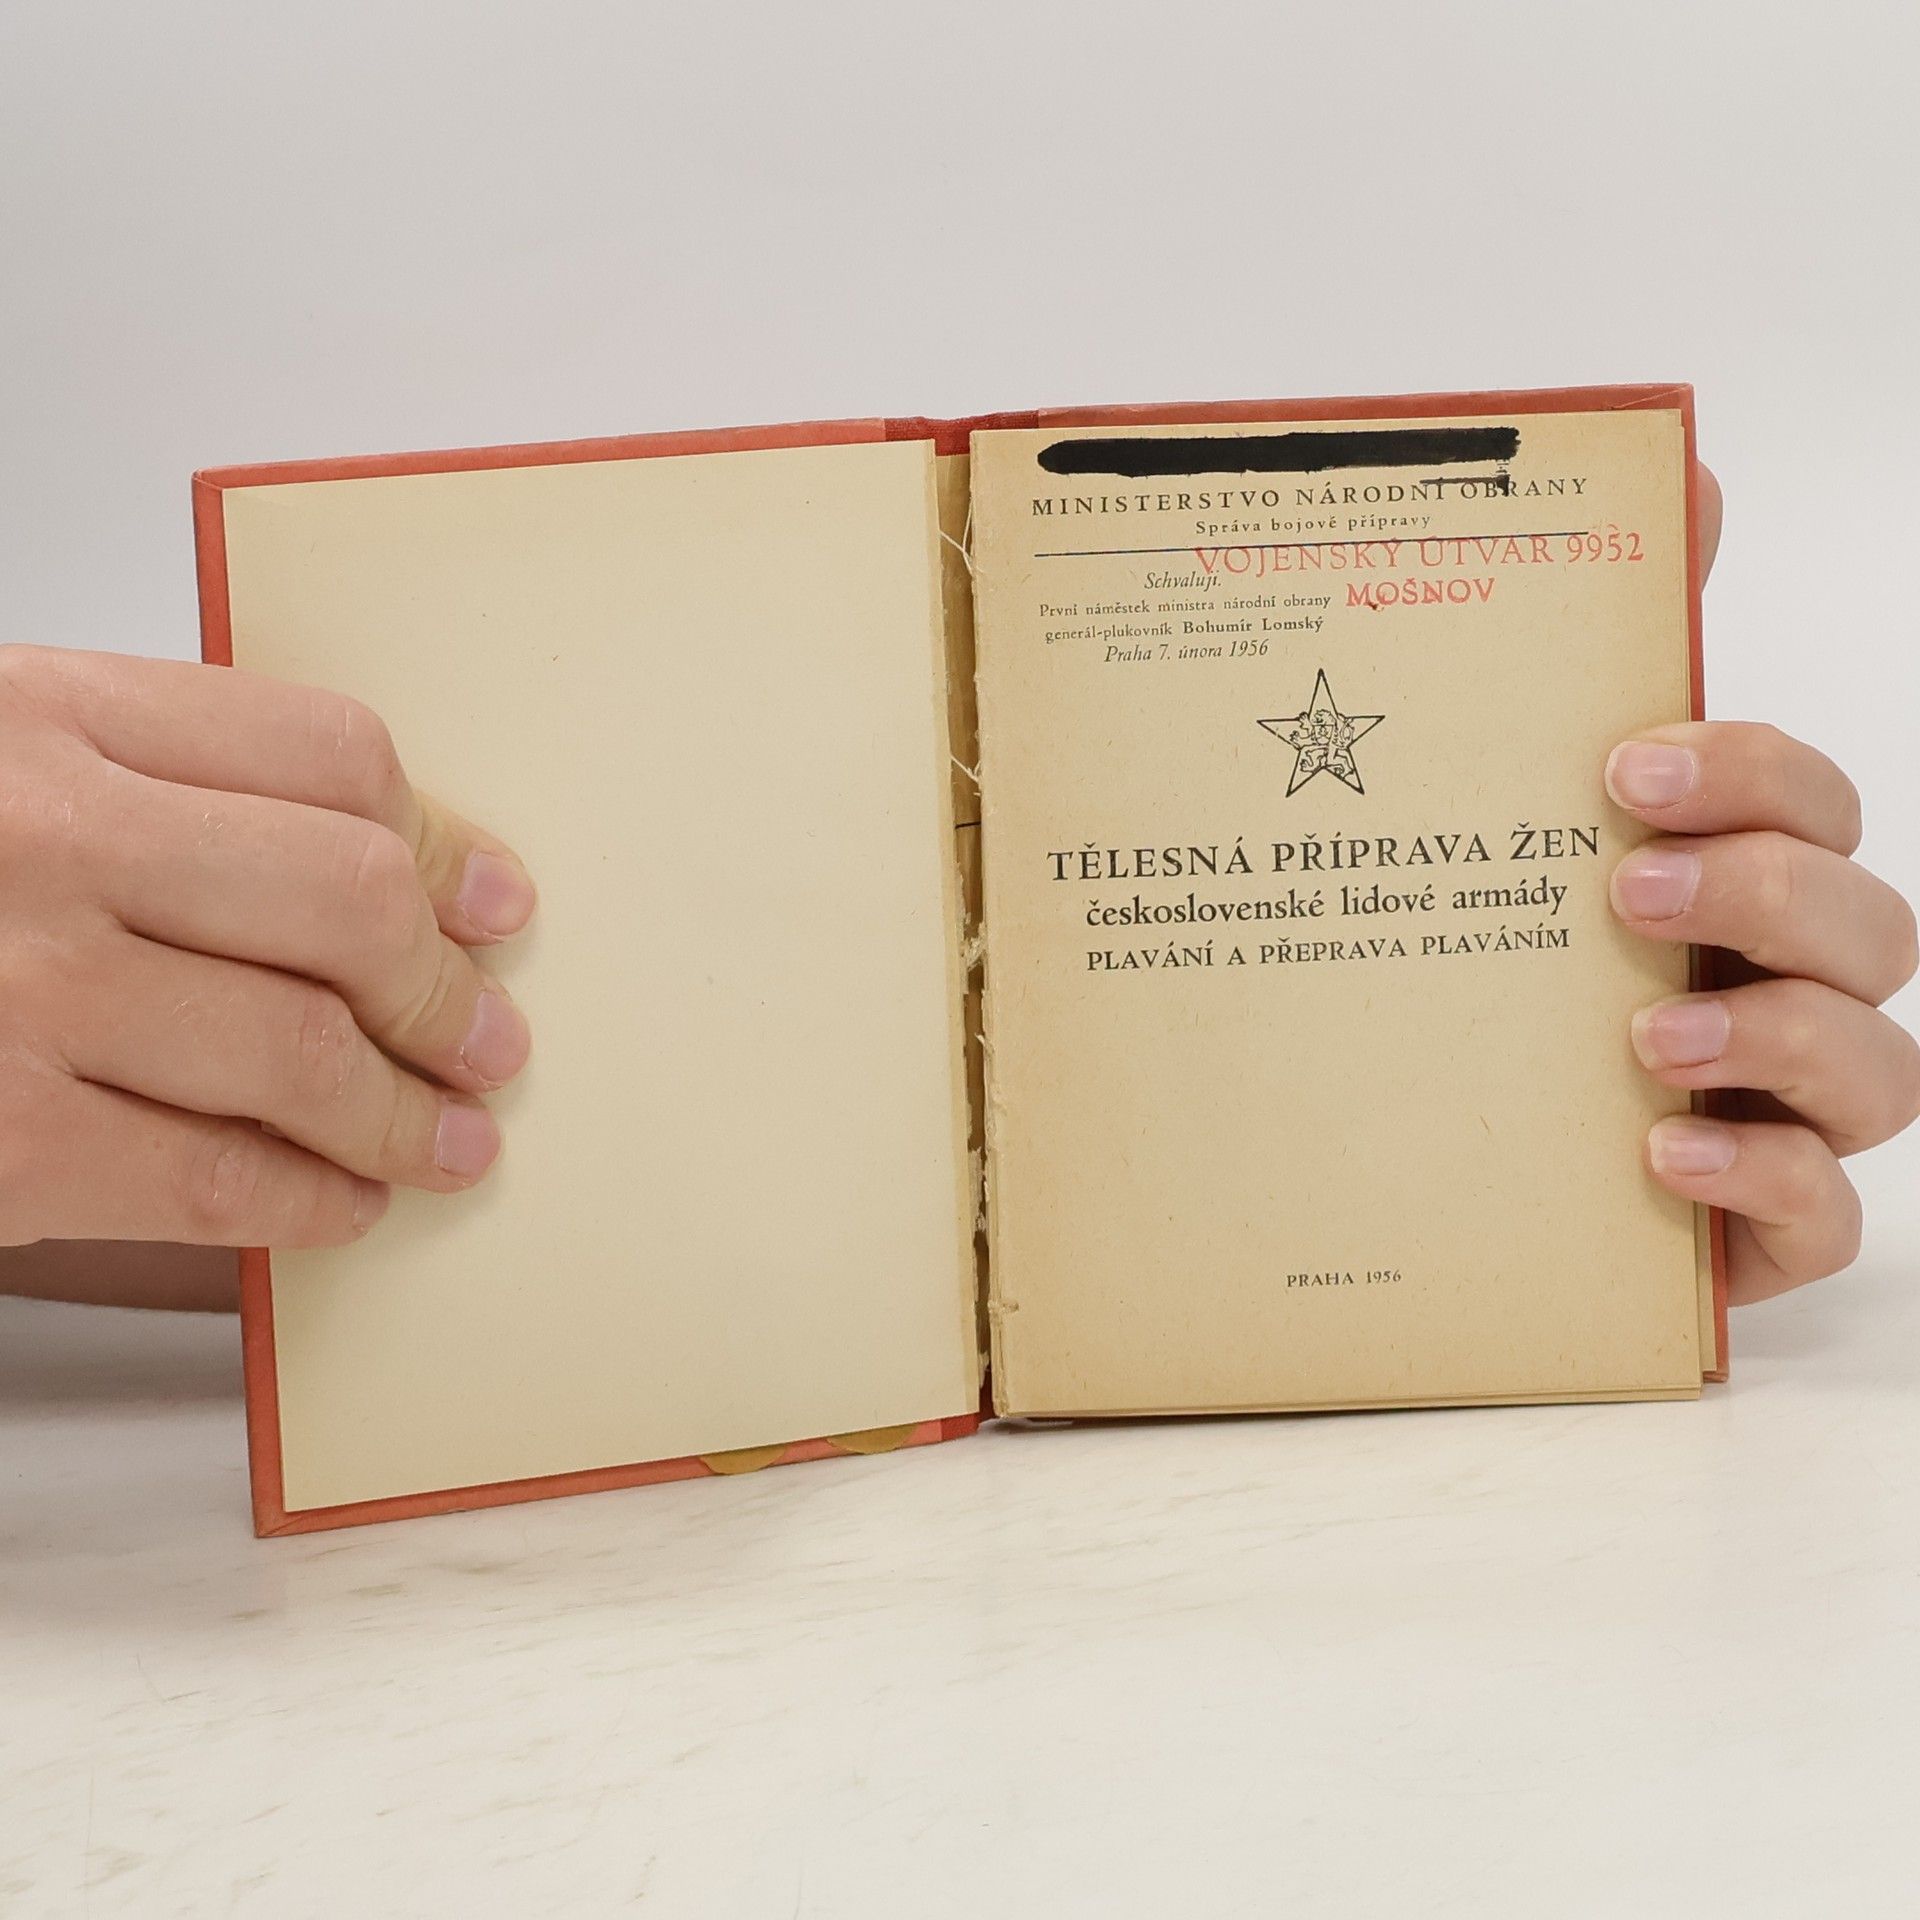 MINISTERSTVO NÁRODNÍ OBRANY
Správa bojové přípravy
VOJENSKÝ ÚTVAR 9952
MOŠNOV
Schvaluji.
První náměstek ministra národní obrany
generál-plukovník Bohumír Lomský
Praha 7. února 1956
TĚLESNÁ PŘÍPRAVA ŽEN
československé lidové armády
PLAVÁNÍ A PŘEPRAVA PLAVÁNÍM
PRAHA 1956